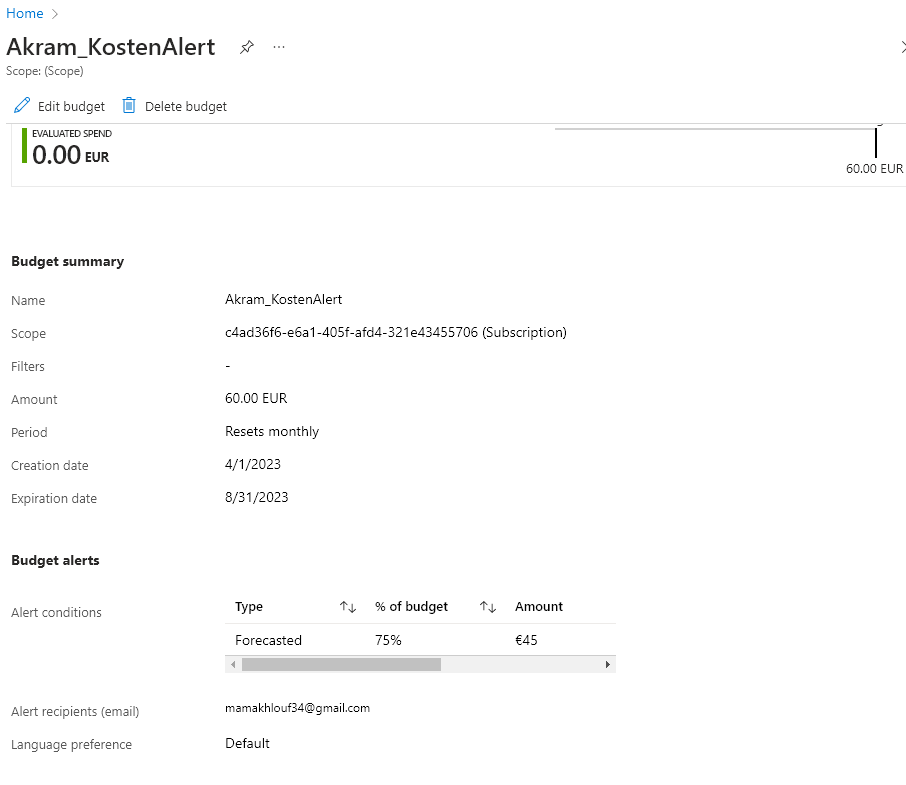 Home
Akram_KostenAlert
Scope: (Scope)
Edit budget Delete budget
EVALUATED SPEND
0.00 EUR
60.00 EUR
Budget summary
Name Akram_KostenAlert
Scope c4ad36f6-e6a1-405f-afd4-321e43455706 (Subscription)
Filters -
Amount 60.00 EUR
Period Resets monthly
Creation date 4/1/2023
Expiration date 8/31/2023
Budget alerts
Type % of budget Amount
Alert conditions
Forecasted 75% €45
Alert recipients (email) mamakhlouf34@gmail.com
Language preference Default